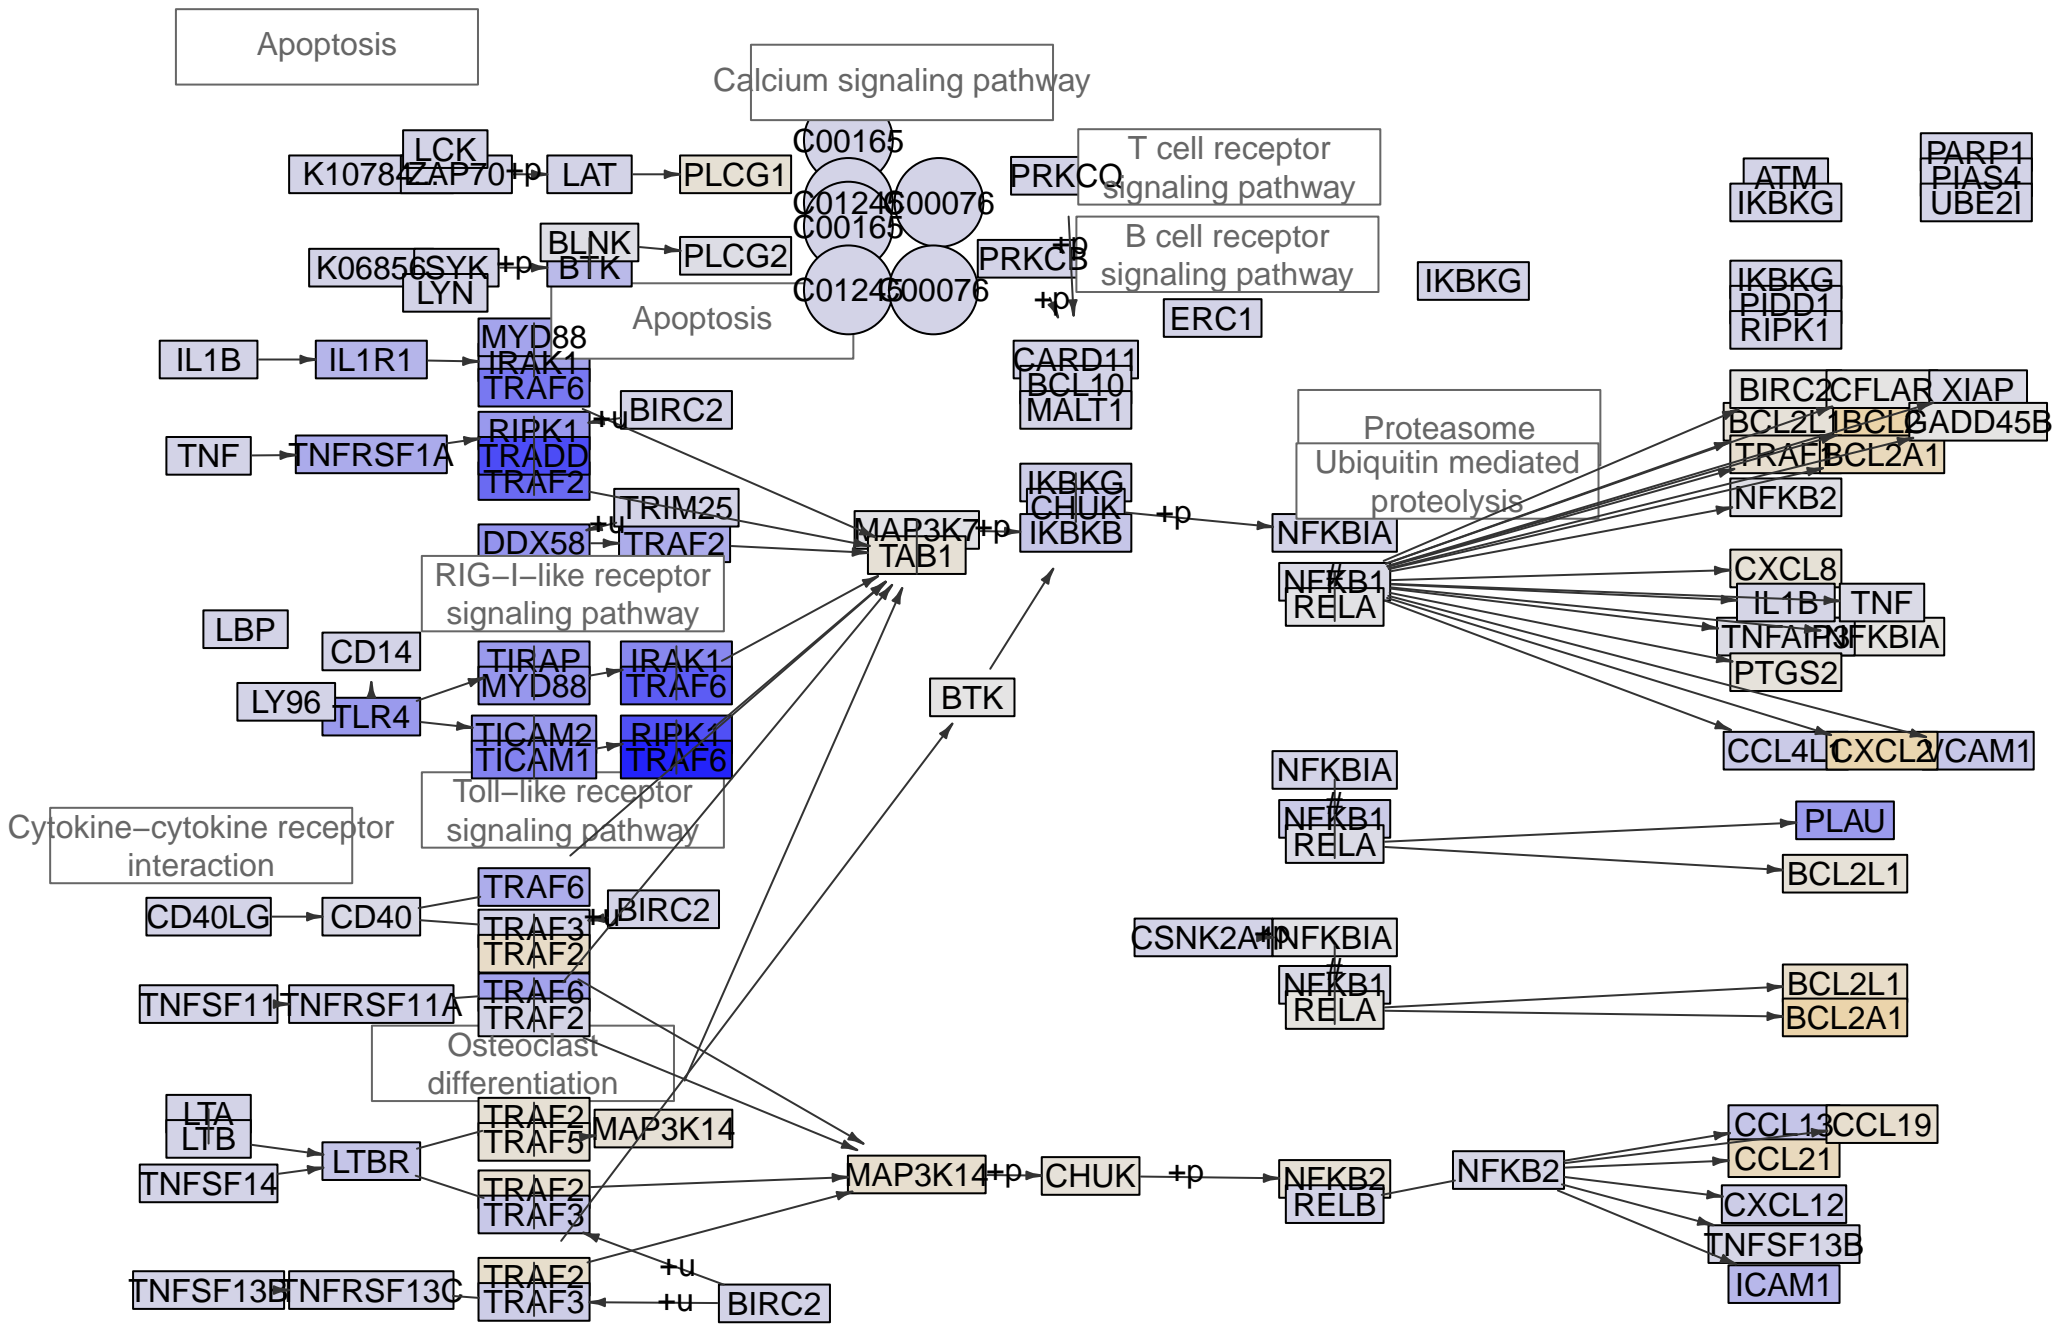 Apoptosis
Calcium signaling pathway
LCK
K10784
ZAP70
+p
LAT
PLCG1
C00165
C01246
C00076
C00165
C01245
C00076
PRKCQ
T cell receptor
signaling pathway
ATM
IKBKG
PARP1
PIAS4
UBE2I
K06856
SYK
LYN
+p
BLNK
BTK
PLCG2
PRKCB
+p
+p
B cell receptor
signaling pathway
ERC1
IKBKG
IKBKG
PIDD1
RIPK1
Apoptosis
IL1B
IL1R1
MYD88
IRAK1
TRAF6
CARD11
BCL10
MALT1
TNF
TNFRSF1A
RIPK1
TRADD
TRAF2
+u
BIRC2
Proteasome
Ubiquitin mediated
proteolysis
BIRC2
CFLAR
XIAP
BCL2L1
BCL2
GADD45B
TRAF1
BCL2A1
NFKB2
DDX58
+u
TRIM25
TRAF2
MAP3K7
TAB1
+p
IKBKG
CHUK
IKBKB
+p
NFKBIA
NFKB1
RELA
CXCL8
IL1B
TNF
TNFAIP3
NFKBIA
PTGS2
CCL4L1
CXCL2
VCAM1
RIG−I−like receptor
signaling pathway
LBP
CD14
LY96
TLR4
TIRAP
MYD88
IRAK1
TRAF6
TICAM2
TICAM1
RIPK1
TRAF6
BTK
Toll−like receptor
signaling pathway
Cytokine−cytokine receptor
interaction
NFKBIA
NFKB1
RELA
PLAU
BCL2L1
CD40LG
CD40
TRAF6
TRAF3
TRAF2
+u
BIRC2
CSNK2A1
+p
NFKBIA
NFKB1
RELA
BCL2L1
BCL2A1
TNFSF11
TNFRSF11A
TRAF6
TRAF2
Osteoclast
differentiation
LTA
LTB
TNFSF14
LTBR
TRAF2
TRAF5
MAP3K14
TRAF2
TRAF3
MAP3K14
+p
CHUK
+p
NFKB2
RELB
NFKB2
CCL13
CCL19
CCL21
CXCL12
TNFSF13B
ICAM1
TNFSF13B
TNFRSF13C
TRAF2
TRAF3
+u
+u
BIRC2